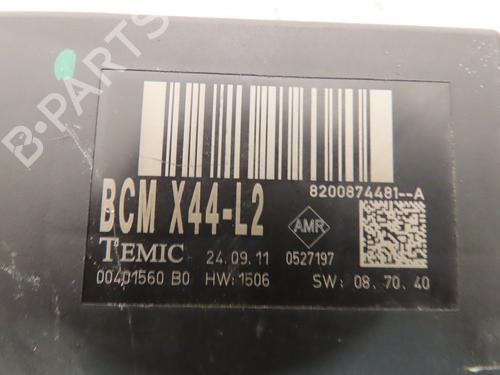 B-PARTS
8200874481--A
BCM X44-L2
AMR
TEMIC 24.09.11 0527197
00401560 B0 HW:1506 SW: 08.70.40